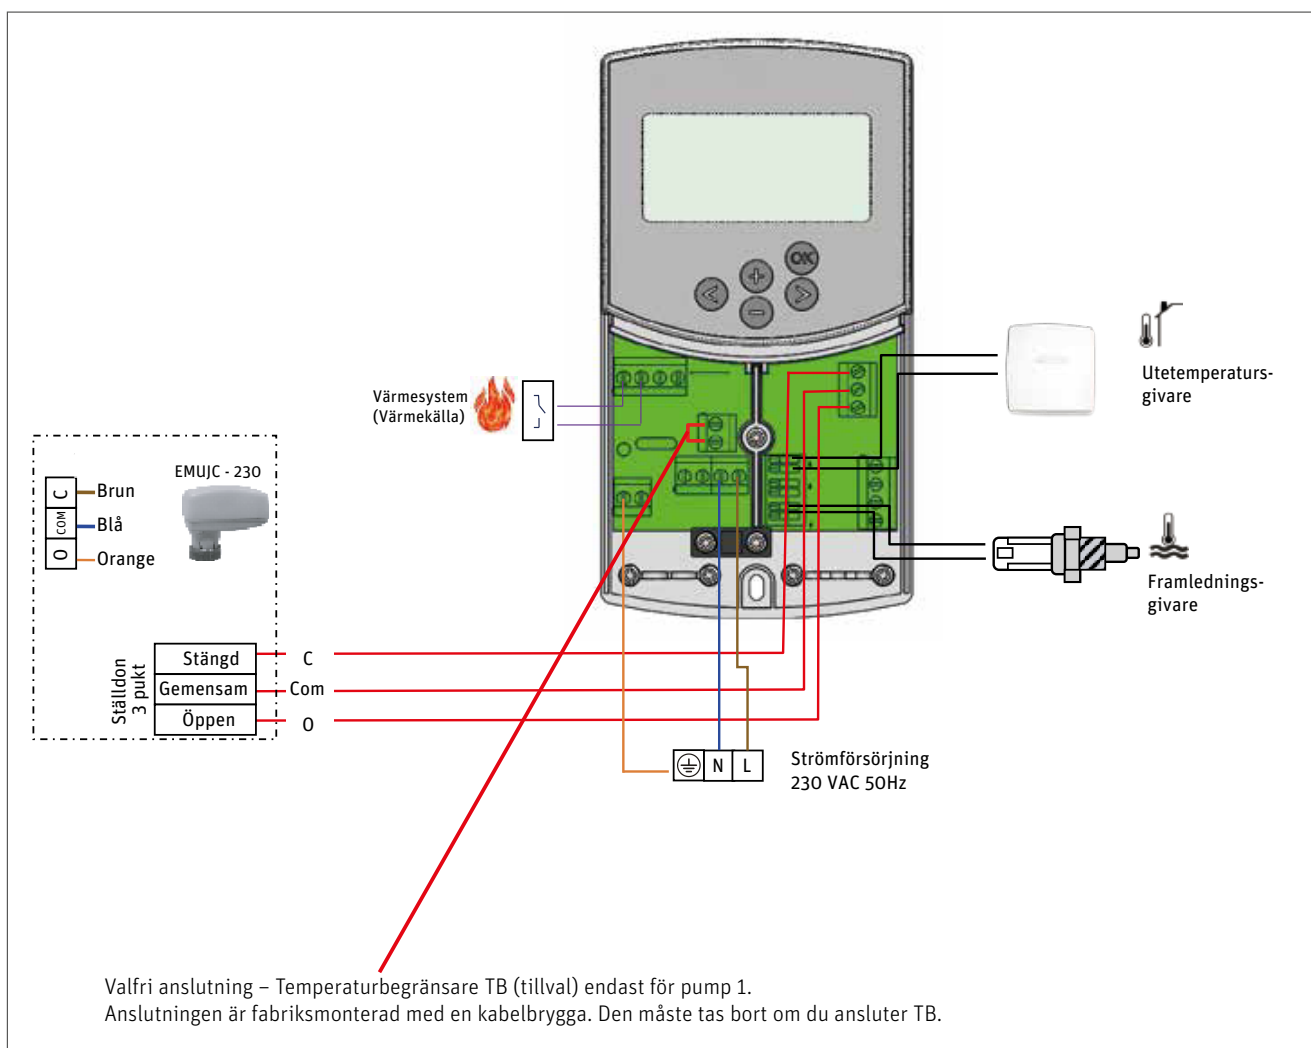 OK
Utetemperaturs-
givare
Värmesystem
(Värmekälla)
EMUJC - 230
C
Brun
COM
Blå
O
Orange
Framlednings-
givare
Ställdon
3 pukt
Stängd
C
Gemensam
Com
Öppen
O
N
L
Strömförsörjning
230 VAC 50Hz
Valfri anslutning – Temperaturbegränsare TB (tillval) endast för pump 1.
Anslutningen är fabriksmonterad med en kabelbrygga. Den måste tas bort om du ansluter TB.